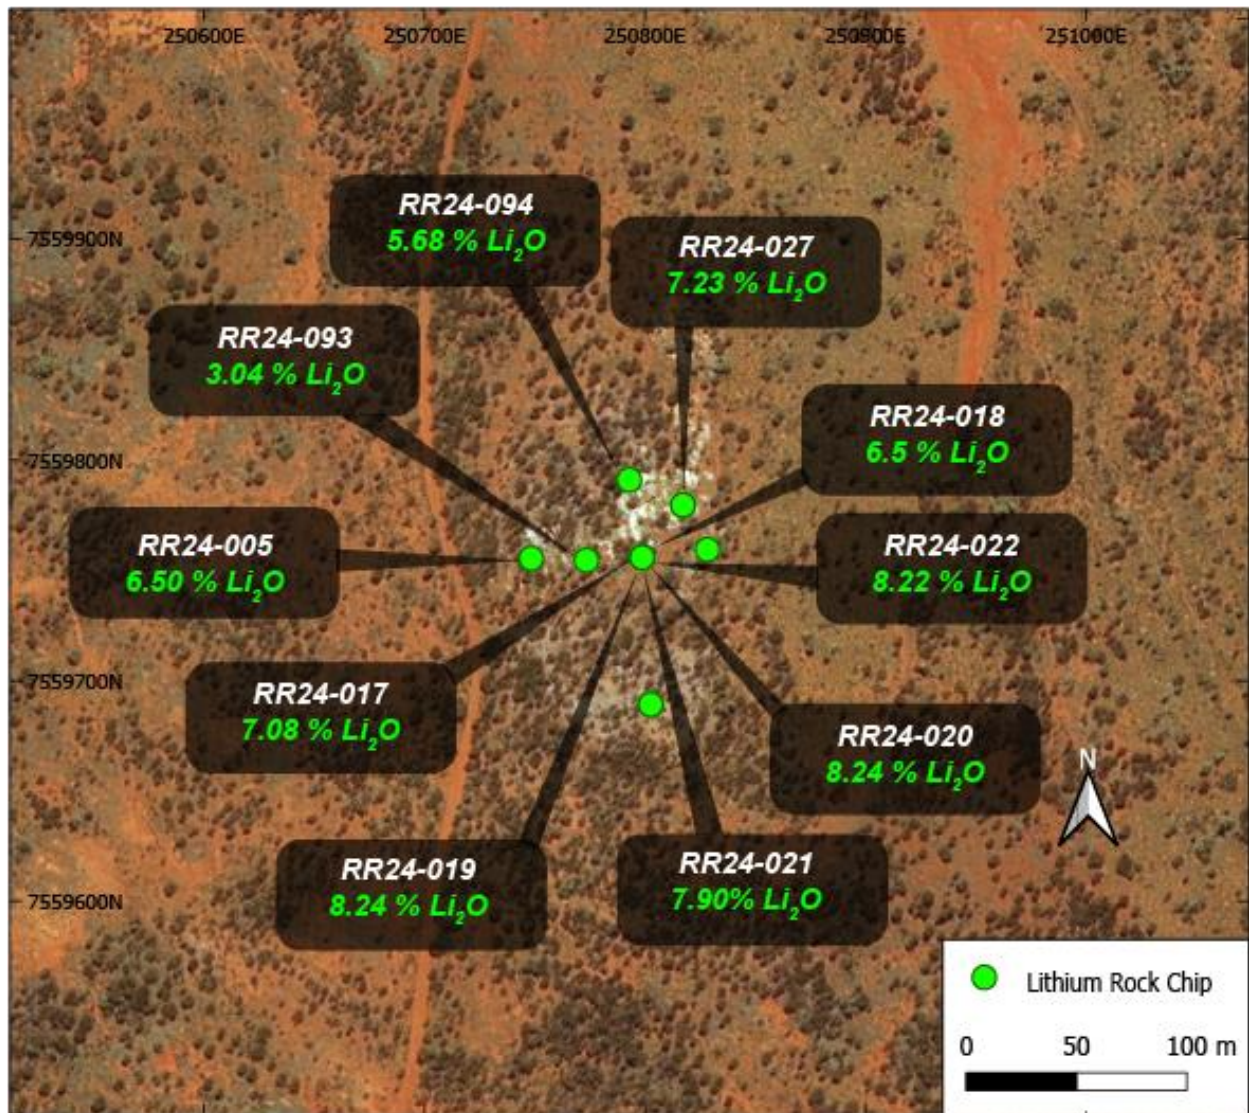 250600E 250700E 250800E 250900E 251000E
RR24-094
5.68 % Li₂O
7559900N
RR24-027
7.23 % Li₂O
RR24-093
3.04 % Li₂O
RR24-018
6.5 % Li₂O
7559800N
RR24-005
6.50 % Li₂O
RR24-022
8.22 % Li₂O
7559700N
RR24-017
7.08 % Li₂O
RR24-020
8.24 % Li₂O
N
RR24-019
8.24 % Li₂O
RR24-021
7.90% Li₂O
7559600N
Lithium Rock Chip
0 50 100 m